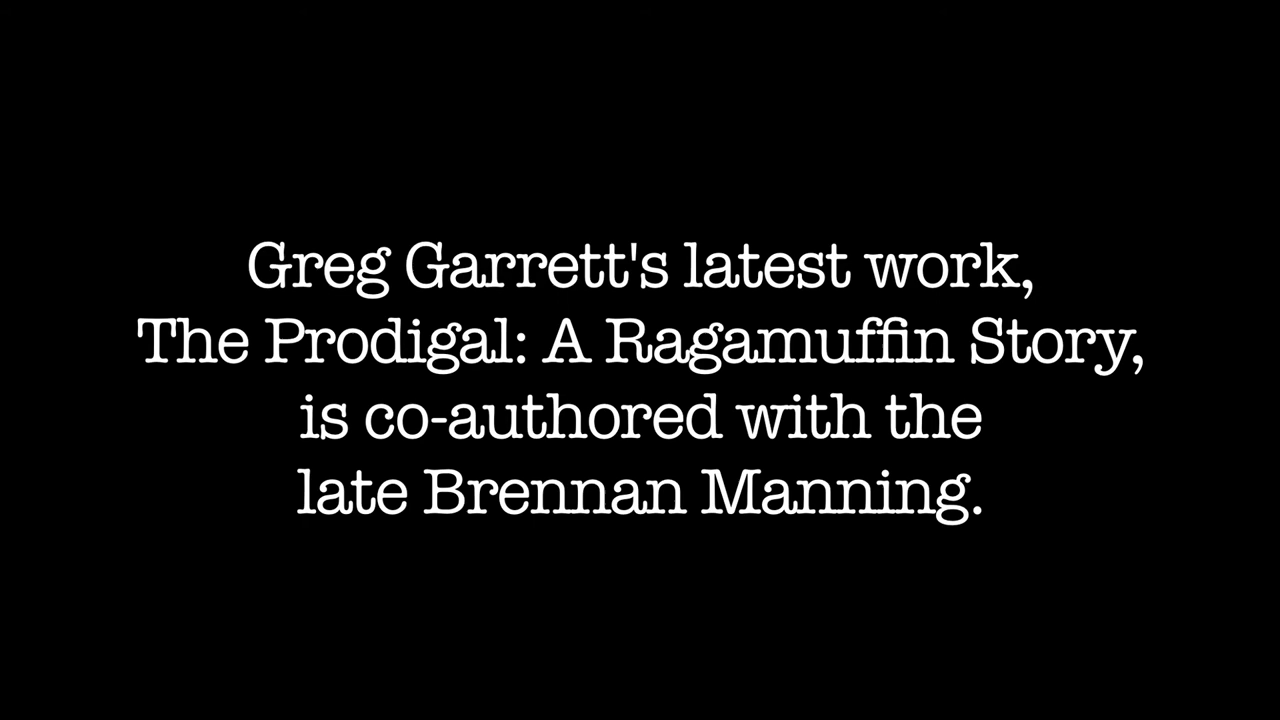 Greg Garrett's latest work,
The Prodigal: A Ragamuffin Story,
is co-authored with the
late Brennan Manning.